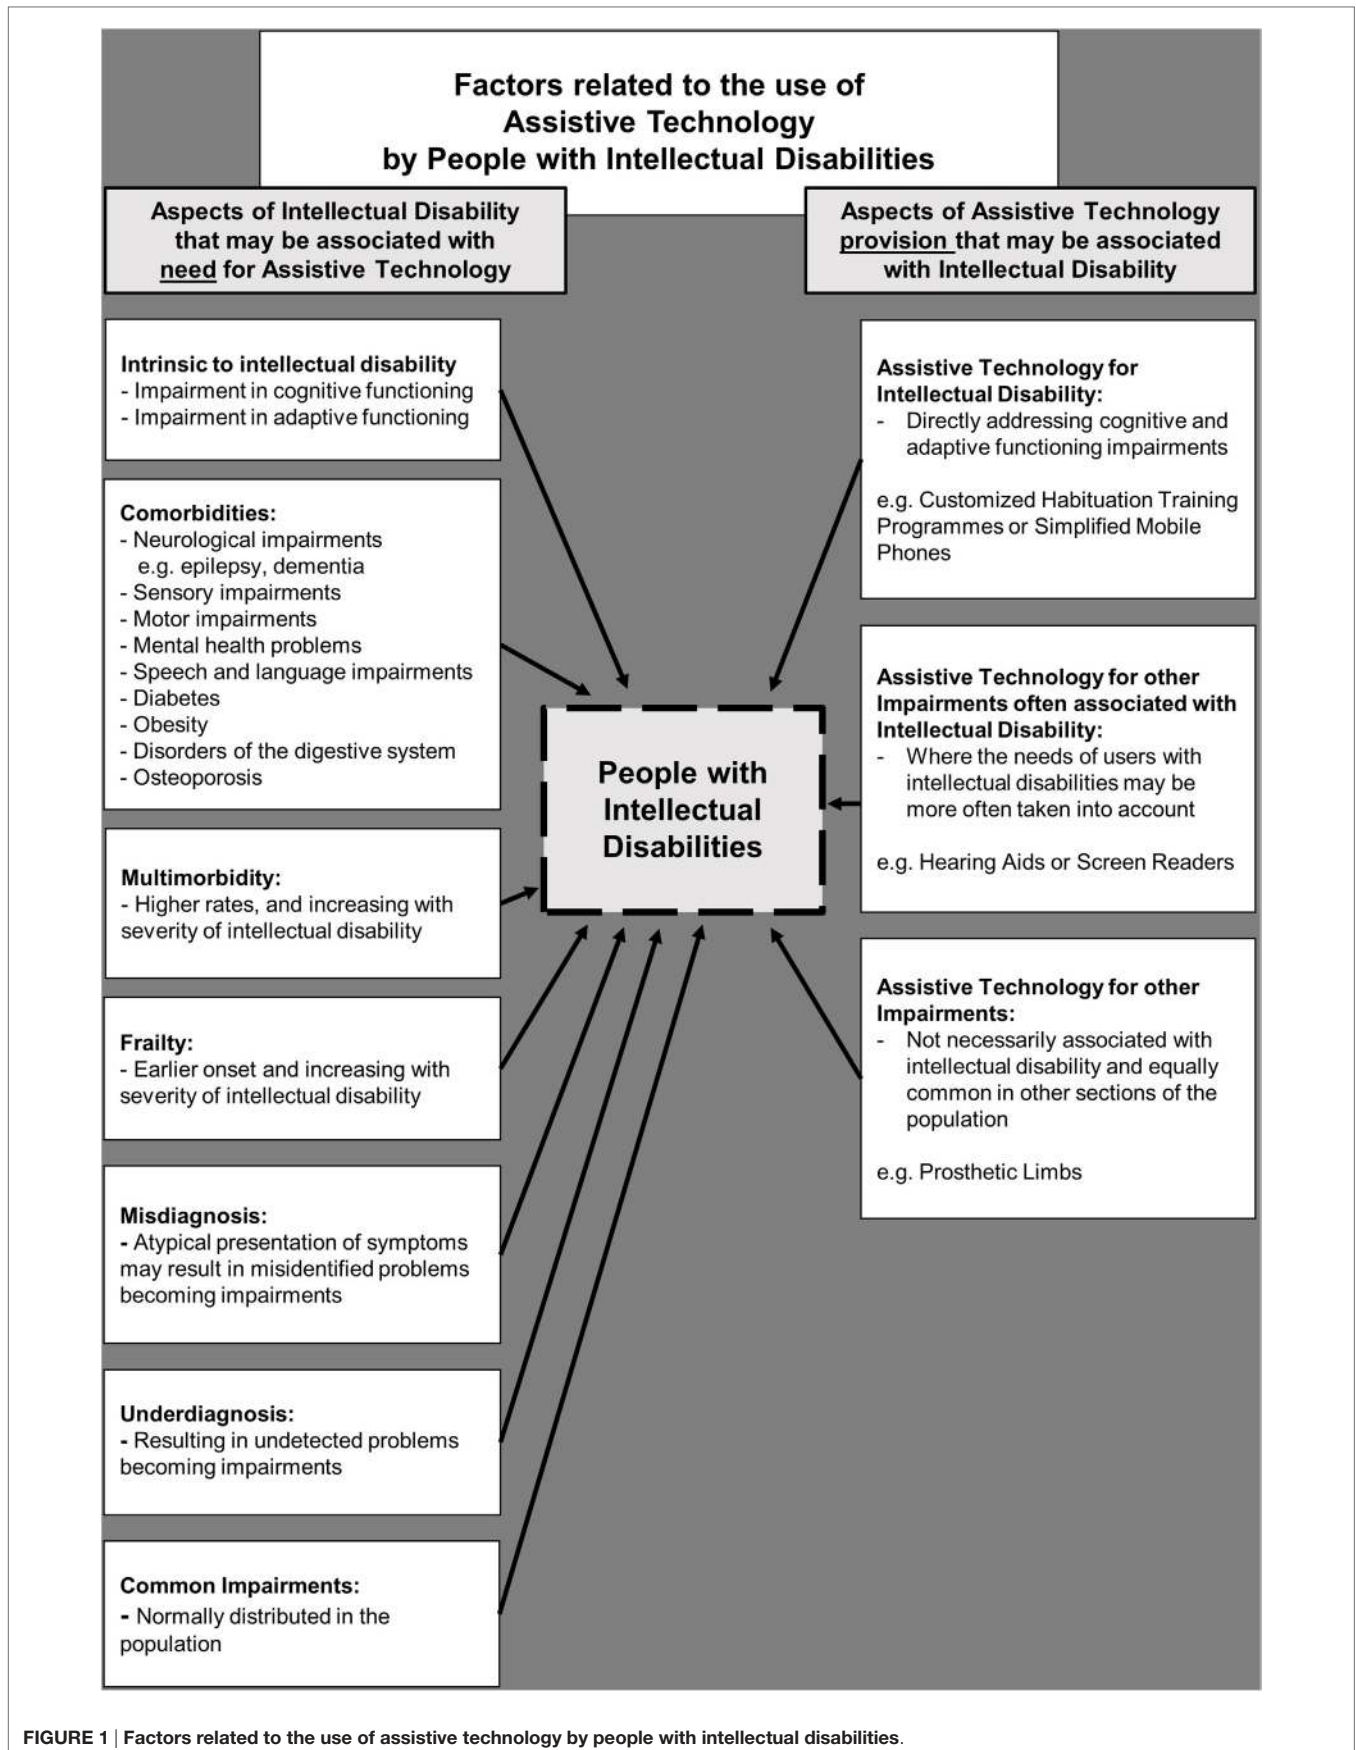 Factors related to the use of
Assistive Technology
by People with Intellectual Disabilities
Aspects of Intellectual Disability
that may be associated with
need for Assistive Technology
Intrinsic to intellectual disability
- Impairment in cognitive functioning
- Impairment in adaptive functioning
Comorbidities:
- Neurological impairments
e.g. epilepsy, dementia
- Sensory impairments
- Motor impairments
- Mental health problems
- Speech and language impairments
- Diabetes
- Obesity
- Disorders of the digestive system
- Osteoporosis
Multimorbidity:
- Higher rates, and increasing with
severity of intellectual disability
Frailty:
- Earlier onset and increasing with
severity of intellectual disability
Misdiagnosis:
- Atypical presentation of symptoms
may result in misidentified problems
becoming impairments
Underdiagnosis:
- Resulting in undetected problems
becoming impairments
Common Impairments:
- Normally distributed in the
population
People with
Intellectual
Disabilities
Aspects of Assistive Technology
provision that may be associated
with Intellectual Disability
Assistive Technology for
Intellectual Disability:
- Directly addressing cognitive and
adaptive functioning impairments
e.g. Customized Habituation Training
Programmes or Simplified Mobile
Phones
Assistive Technology for other
Impairments often associated with
Intellectual Disability:
- Where the needs of users with
intellectual disabilities may be
more often taken into account
e.g. Hearing Aids or Screen Readers
Assistive Technology for other
Impairments:
- Not necessarily associated with
intellectual disability and equally
common in other sections of the
population
e.g. Prosthetic Limbs
FIGURE 1 | Factors related to the use of assistive technology by people with intellectual disabilities.